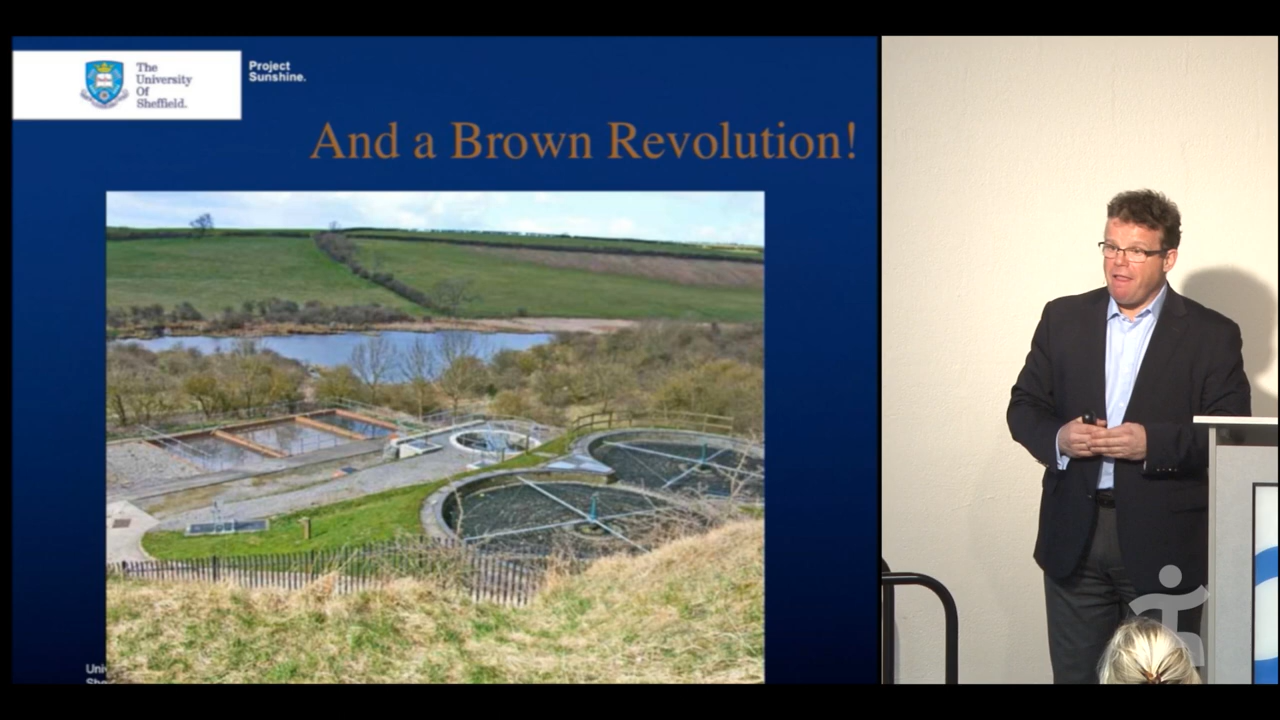 The
University
Of
Sheffield.
Project
Sunshine.
And a Brown Revolution!